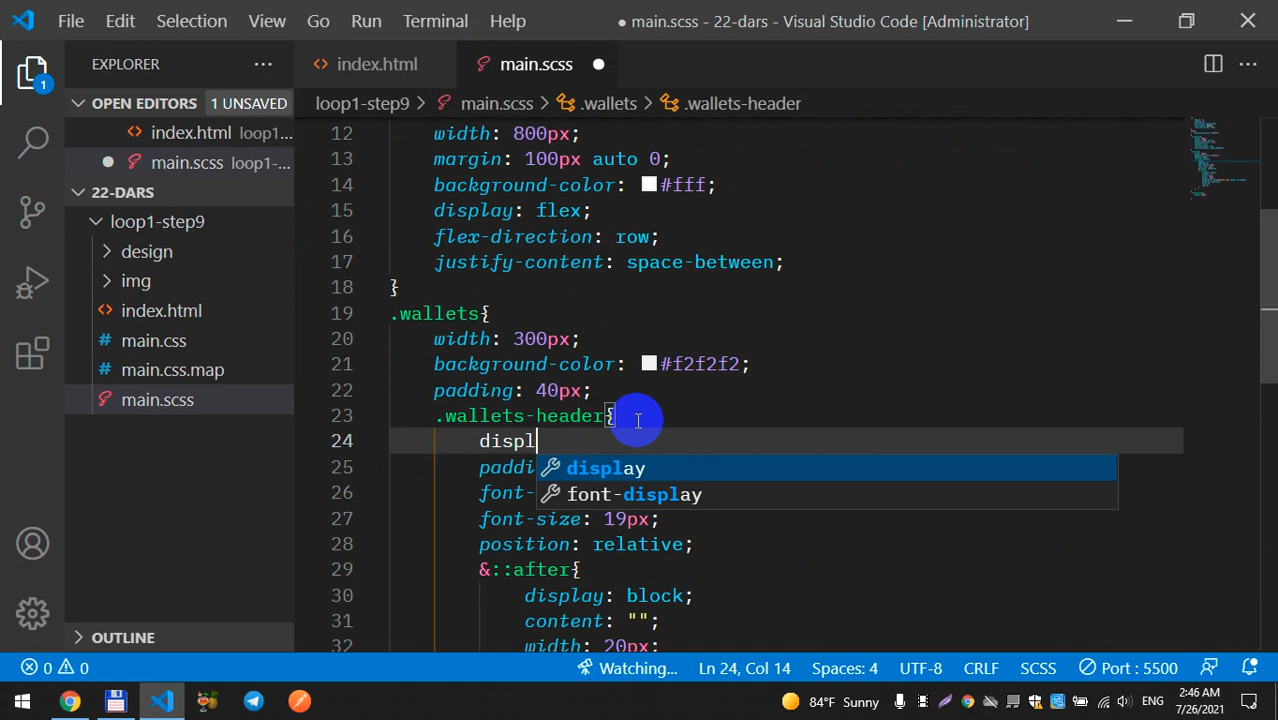 File Edit Selection View Go Run Terminal Help ● main.scss - 22-dars - Visual Studio Code [Administrator]
EXPLORER ... index.html main.scss
OPEN EDITORS 1 UNSAVED
index.html loop1-...
main.scss loop1-...
22-DARS
loop1-step9
design
img
index.html
main.css
main.css.map
main.scss
OUTLINE
1
loop1-step9 > main.scss > .wallets > .wallets-header
12 width: 800px;
13 margin: 100px auto 0;
14 background-color: #fff;
15 display: flex;
16 flex-direction: row;
17 justify-content: space-between;
18 }
19 .wallets{
20 width: 300px;
21 background-color: #f2f2f2;
22 padding: 40px;
23 .wallets-header{
24 displ
25 paddi
display
26 font-
font-display
27 font-size: 19px;
28 position: relative;
29 &::after{
30 display: block;
31 content: "";
32 width: 20px;
0 0 Watching... Ln 24, Col 14 Spaces: 4 UTF-8 CRLF SCSS Port : 5500
84°F Sunny ENG 2:46 AM
7/26/2021